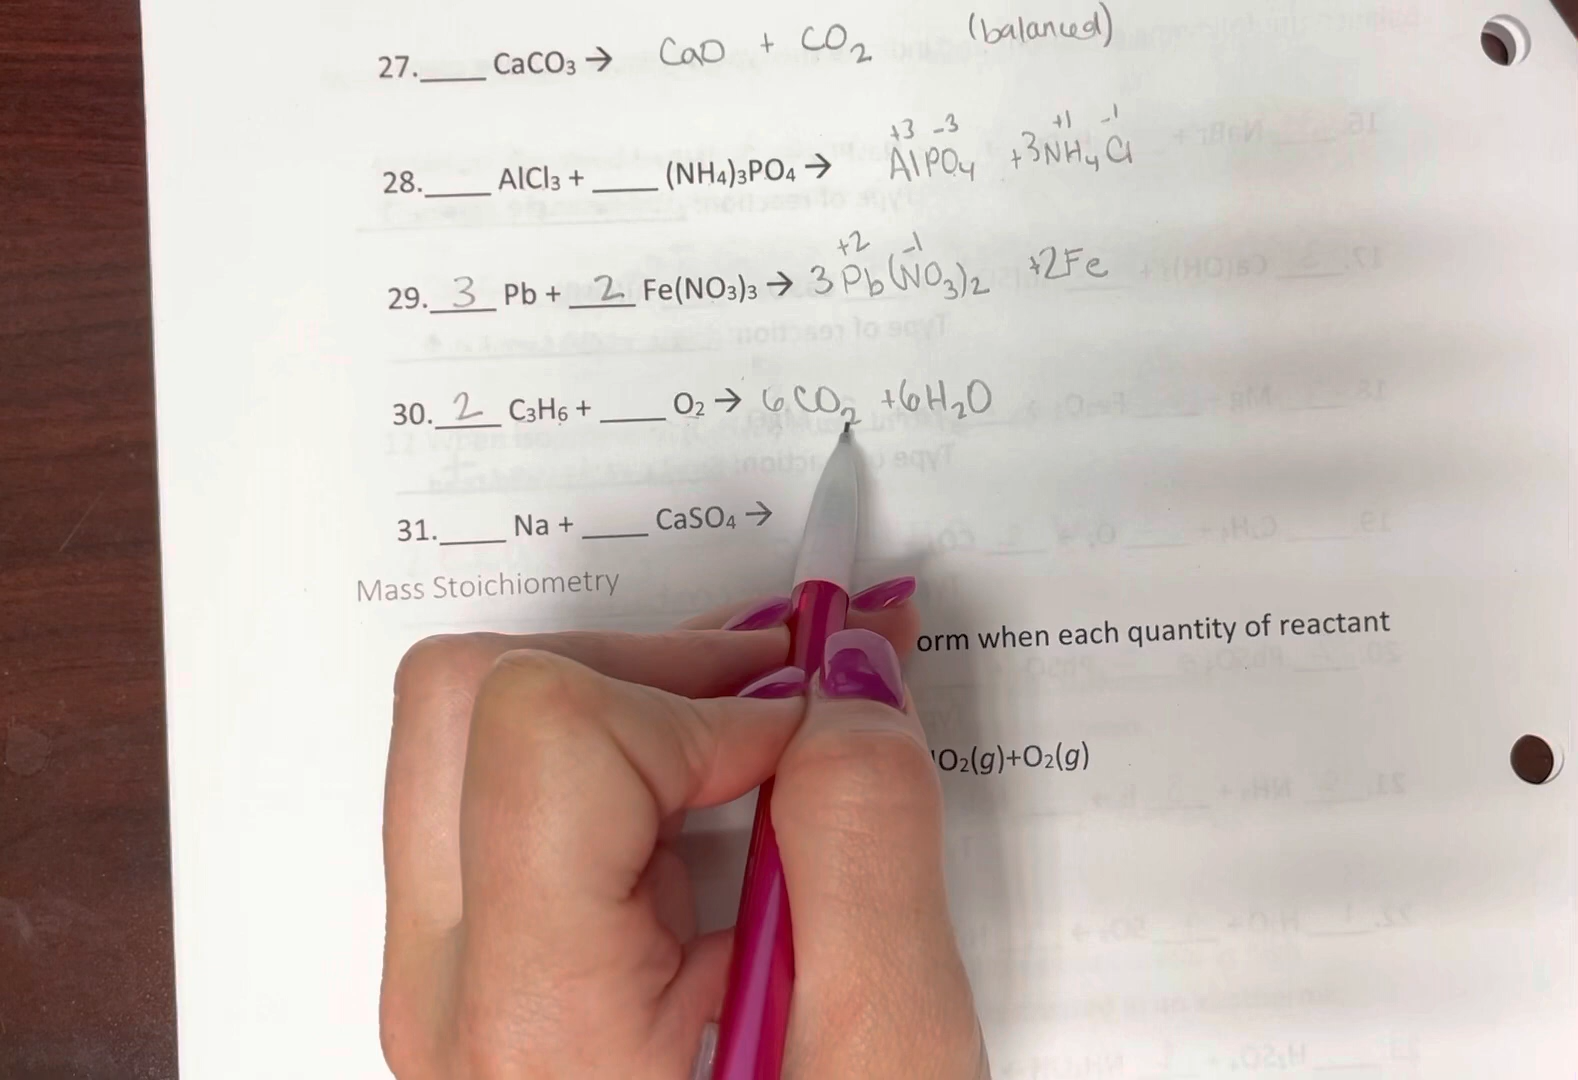 27.____ CaCO₃ → CaO + CO₂ (balanced)
+3 -3 +1 -1
28.____ AlCl₃ + ____ (NH₄)₃PO₄ → AlPO₄ +3NH₄Cl
+2 -1
29. 3 Pb + 2 Fe(NO₃)₃ → 3Pb(NO₃)₂ +2Fe
30. 2 C₃H₆ + ____ O₂ → 6CO₂ +6H₂O
31.____ Na + ____ CaSO₄ →
Mass Stoichiometry
orm when each quantity of reactant
O₂(g)+O₂(g)